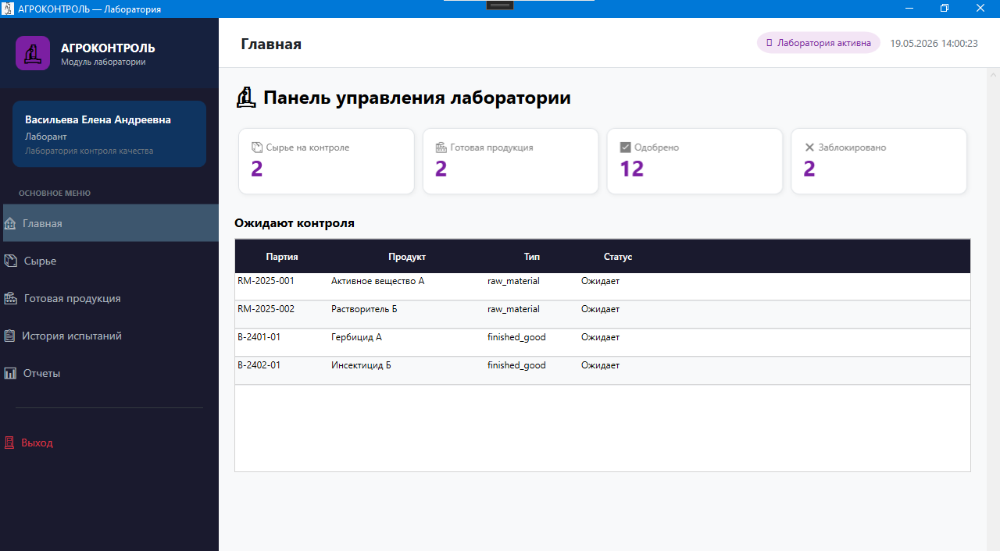 АГРОКОНТРОЛЬ — Лаборатория
АГРОКОНТРОЛЬ
Модуль лаборатории
Васильева Елена Андреевна
Лаборант
Лаборатория контроля качества
ОСНОВНОЕ МЕНЮ
Главная
Сырье
Готовая продукция
История испытаний
Отчеты
Выход
Главная
Лаборатория активна
19.05.2026 14:00:23
Панель управления лаборатории
Сырье на контроле
2
Готовая продукция
2
Одобрено
12
Заблокировано
2
Ожидают контроля
Партия Продукт Тип Статус
RM-2025-001 Активное вещество А raw_material Ожидает
RM-2025-002 Растворитель Б raw_material Ожидает
B-2401-01 Гербицид А finished_good Ожидает
B-2402-01 Инсектицид Б finished_good Ожидает